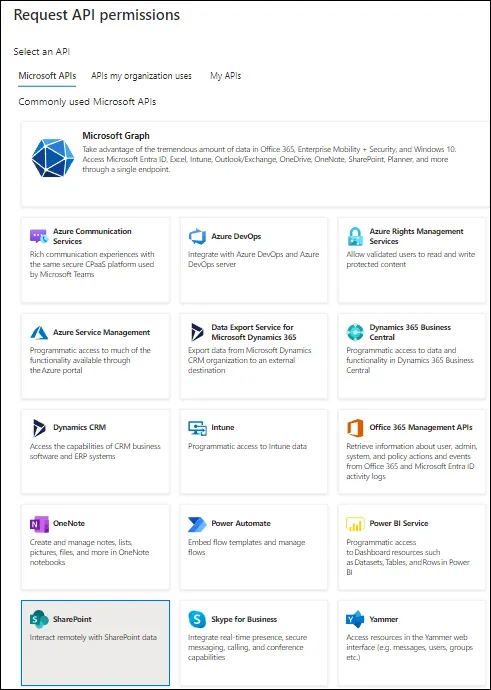 Request API permissions
Select an API
Microsoft APIs
APIs my organization uses
My APIs
Commonly used Microsoft APIs
Microsoft Graph
Take advantage of the tremendous amount of data in Office 365, Enterprise Mobility + Security, and Windows 10.
Access Microsoft Entra ID, Excel, Intune, Outlook/Exchange, OneDrive, OneNote, SharePoint, Planner, and more
through a single endpoint.
Azure Communication
Services
Rich communication experiences with
the same secure CPaaS platform used
by Microsoft Teams
Azure DevOps
Integrate with Azure DevOps and Azure
DevOps server
Azure Rights Management
Services
Allow validated users to read and write
protected content
Azure Service Management
Programmatic access to much of the
functionality available through
the Azure portal
Data Export Service for
Microsoft Dynamics 365
Export data from Microsoft Dynamics
CRM organization to an external
destination
Dynamics 365 Business
Central
Programmatic access to data and
functionality in Dynamics 365 Business
Central
Dynamics CRM
Access the capabilities of CRM business
software and ERP systems
Intune
Programmatic access to Intune data
Office 365 Management APIs
Retrieve information about user, admin,
system, and policy actions and events
from Office 365 and Microsoft Entra ID
activity logs
OneNote
Create and manage notes, lists,
pictures, files, and more in OneNote
notebooks
Power Automate
Embed flow templates and manage
flows
Power BI Service
Programmatic access
to Dashboard resources such
as Datasets, Tables, and Rows in Power
BI
SharePoint
Interact remotely with SharePoint data
Skype for Business
Integrate real-time presence, secure
messaging, calling, and conference
capabilities
Yammer
Access resources in the Yammer web
interface (e.g. messages, users, groups
etc.)